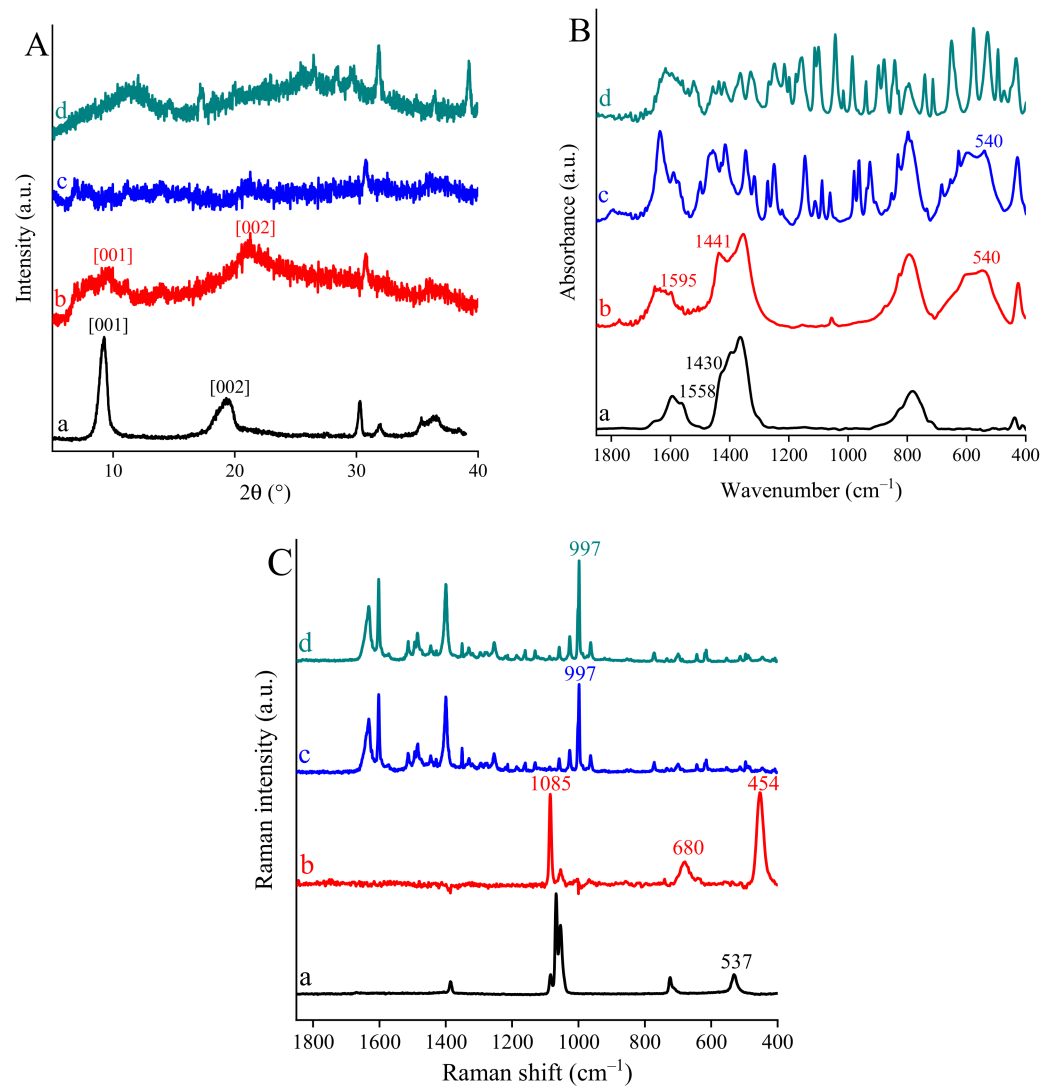 A
d
c
[002]
[001]
b
[001]
[002]
a
Intensity (a.u.)
10
20
30
40
2θ (°)
B
d
540
c
1441
1595
540
b
1430
1558
a
Absorbance (a.u.)
1800
1600
1400
1200
1000
800
600
400
Wavenumber (cm⁻¹)
C
997
d
997
c
1085
454
680
b
537
a
Raman intensity (a.u.)
1800
1600
1400
1200
1000
800
600
400
Raman shift (cm⁻¹)